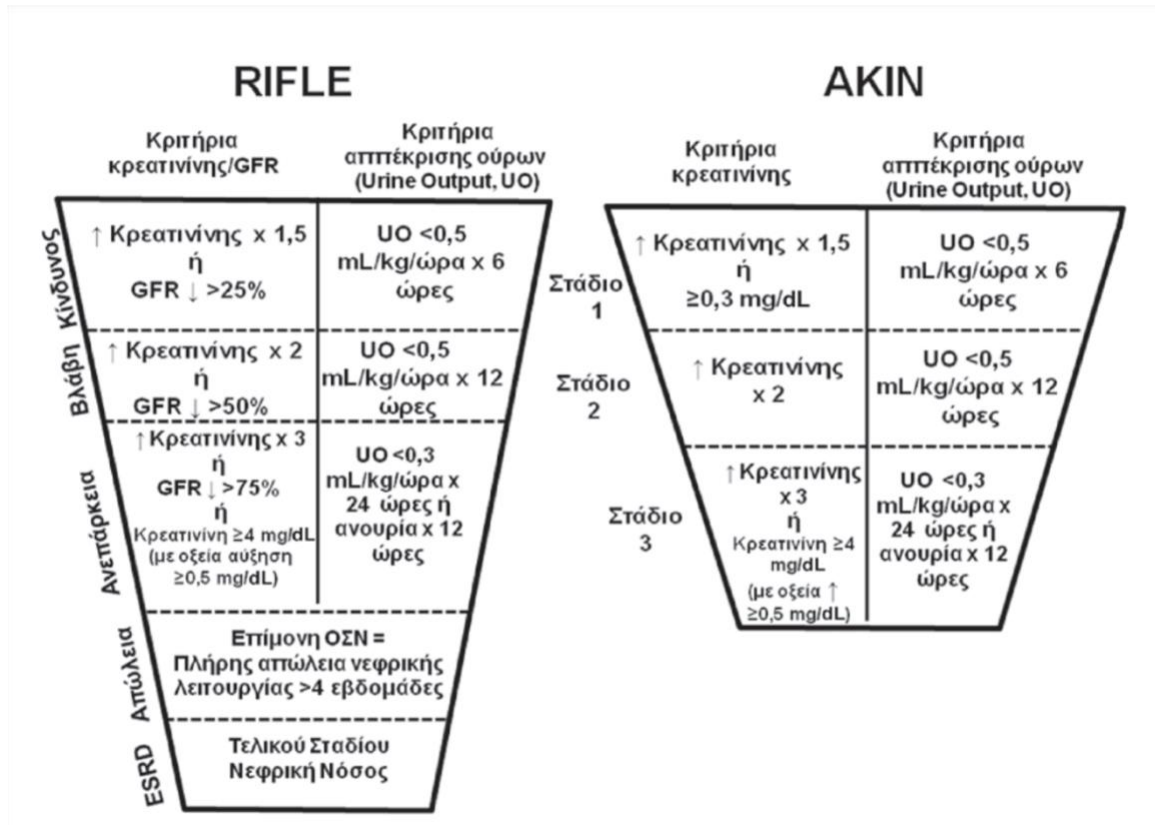 RIFLE
Κριτήρια
κρεατινίνης/GFR
Κριτήρια
αππτέκρισης ούρων
(Urine Output, UO)
Κίνδυνος
↑ Κρεατινίνης x 1,5
ή
GFR ↓ >25%
UO <0,5
mL/kg/ώρα x 6
ώρες
Βλάβη
↑ Κρεατινίνης x 2
ή
GFR ↓ >50%
UO <0,5
mL/kg/ώρα x 12
ώρες
Ανεπάρκεια
↑ Κρεατινίνης x 3
ή
GFR ↓ >75%
ή
Κρεατινίνη ≥4 mg/dL
(με οξεία αύξηση
≥0,5 mg/dL)
UO <0,3
mL/kg/ώρα x
24 ώρες ή
ανουρία x 12
ώρες
Απώλεια
Επίμονη ΟΣΝ =
Πλήρης απώλεια νεφρικής
λειτουργίας >4 εβδομάδες
ESRD
Τελικού Σταδίου
Νεφρική Νόσος
AKIN
Κριτήρια
κρεατινίνης
Κριτήρια
αππτέκρισης ούρων
(Urine Output, UO)
Στάδιο
1
↑ Κρεατινίνης x 1,5
ή
≥0,3 mg/dL
UO <0,5
mL/kg/ώρα x 6
ώρες
Στάδιο
2
↑ Κρεατινίνης
x 2
UO <0,5
mL/kg/ώρα x 12
ώρες
Στάδιο
3
↑ Κρεατινίνης
x 3
ή
Κρεατινίνη ≥4
mg/dL
(με οξεία ↑
≥0,5 mg/dL)
UO <0,3
mL/kg/ώρα x
24 ώρες ή
ανουρία x 12
ώρες